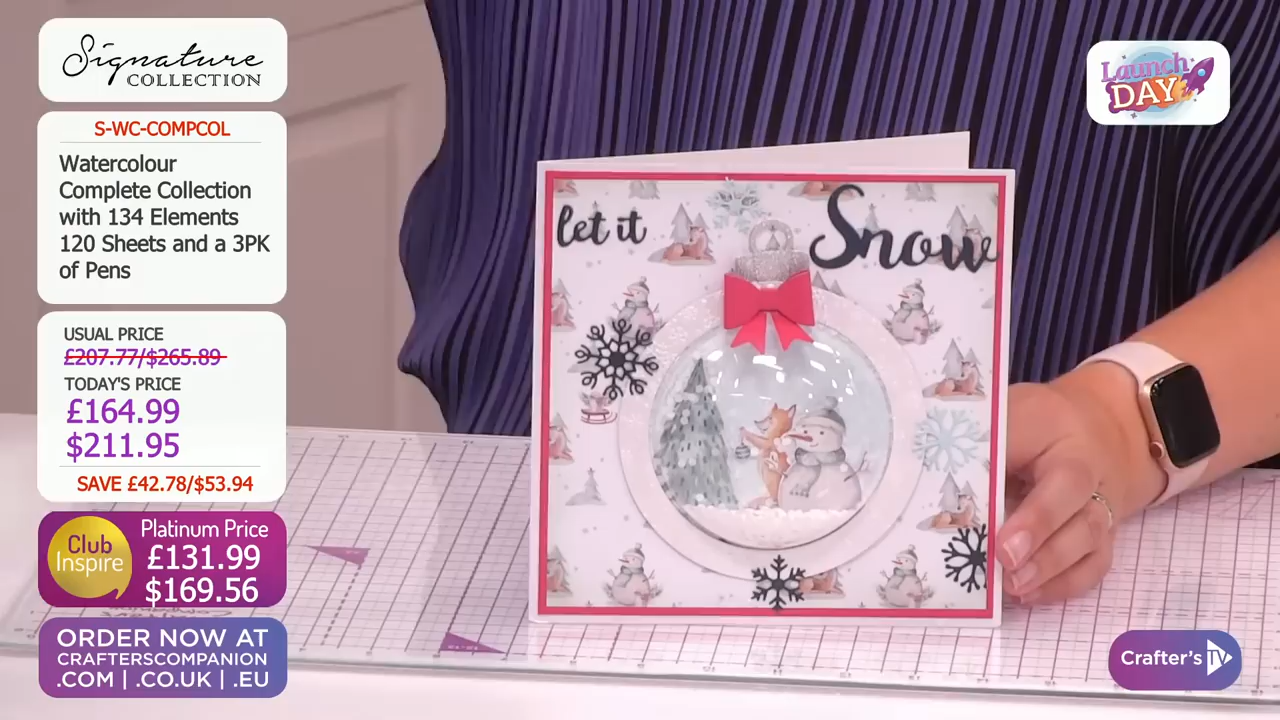 Signature
COLLECTION
S-WC-COMPCOL
Watercolour
Complete Collection
with 134 Elements
120 Sheets and a 3PK
of Pens
USUAL PRICE
£207.77/$265.89
TODAY'S PRICE
£164.99
$211.95
SAVE £42.78/$53.94
Club
Inspire
Platinum Price
£131.99
$169.56
ORDER NOW AT
CRAFTERSCOMPANION
.COM | .CO.UK | .EU
Launch
DAY
let it
Snow
Crafter's TV